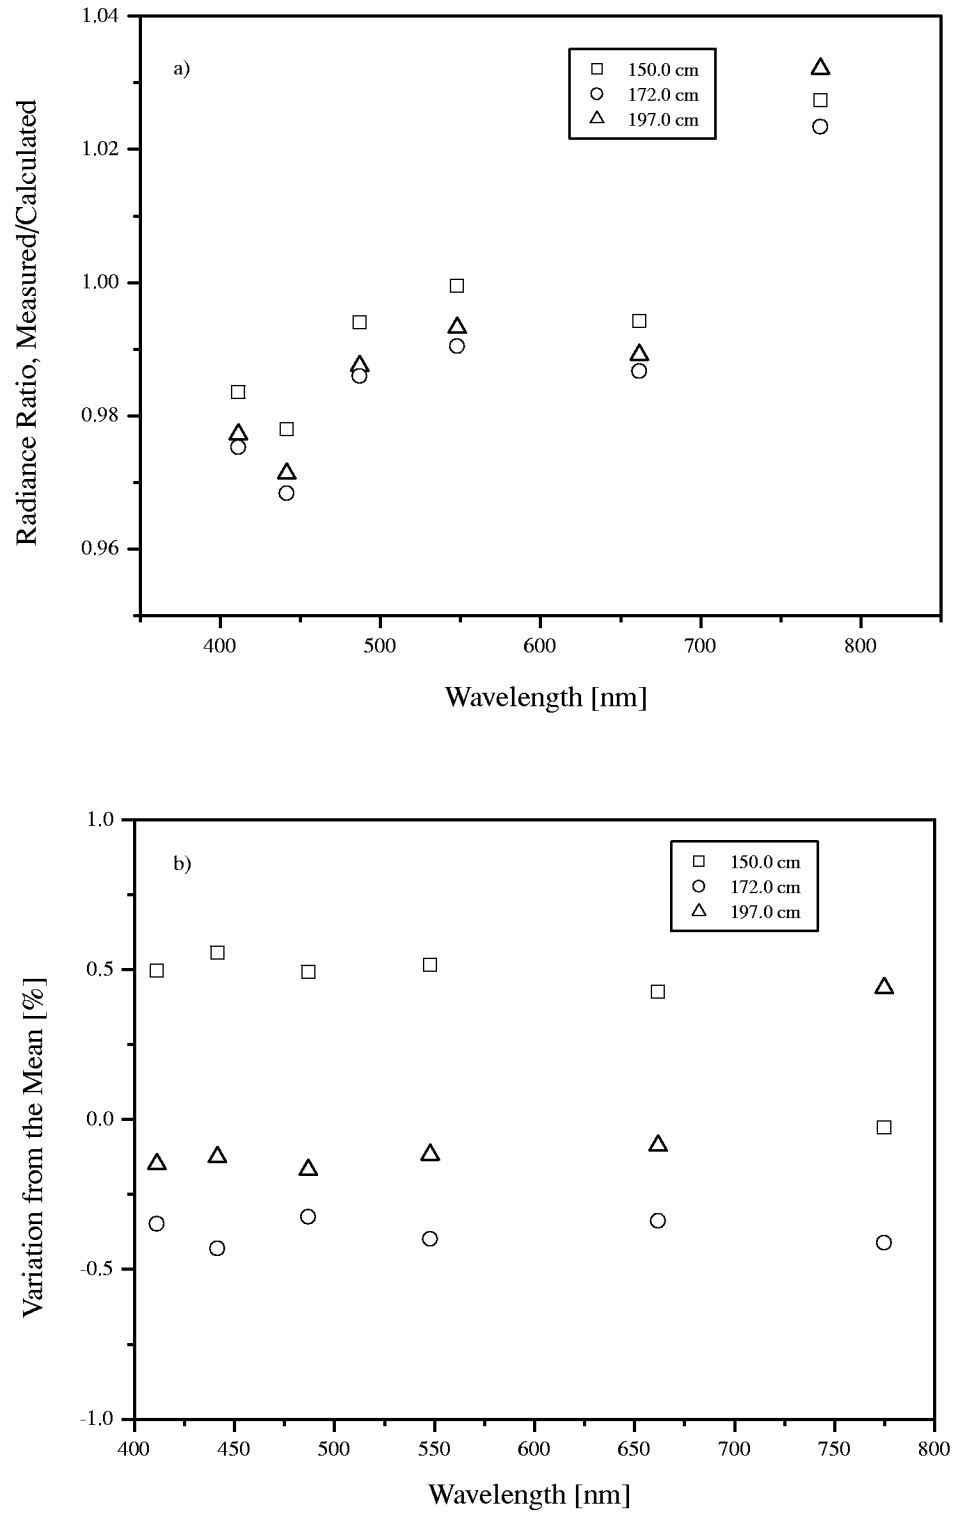 1.04
a)
150.0 cm
172.0 cm
197.0 cm
1.02
1.00
0.98
0.96
Radiance Ratio, Measured/Calculated
400 500 600 700 800
Wavelength [nm]
1.0
b)
150.0 cm
172.0 cm
197.0 cm
0.5
0.0
-0.5
-1.0
Variation from the Mean [%]
400 450 500 550 600 650 700 750 800
Wavelength [nm]